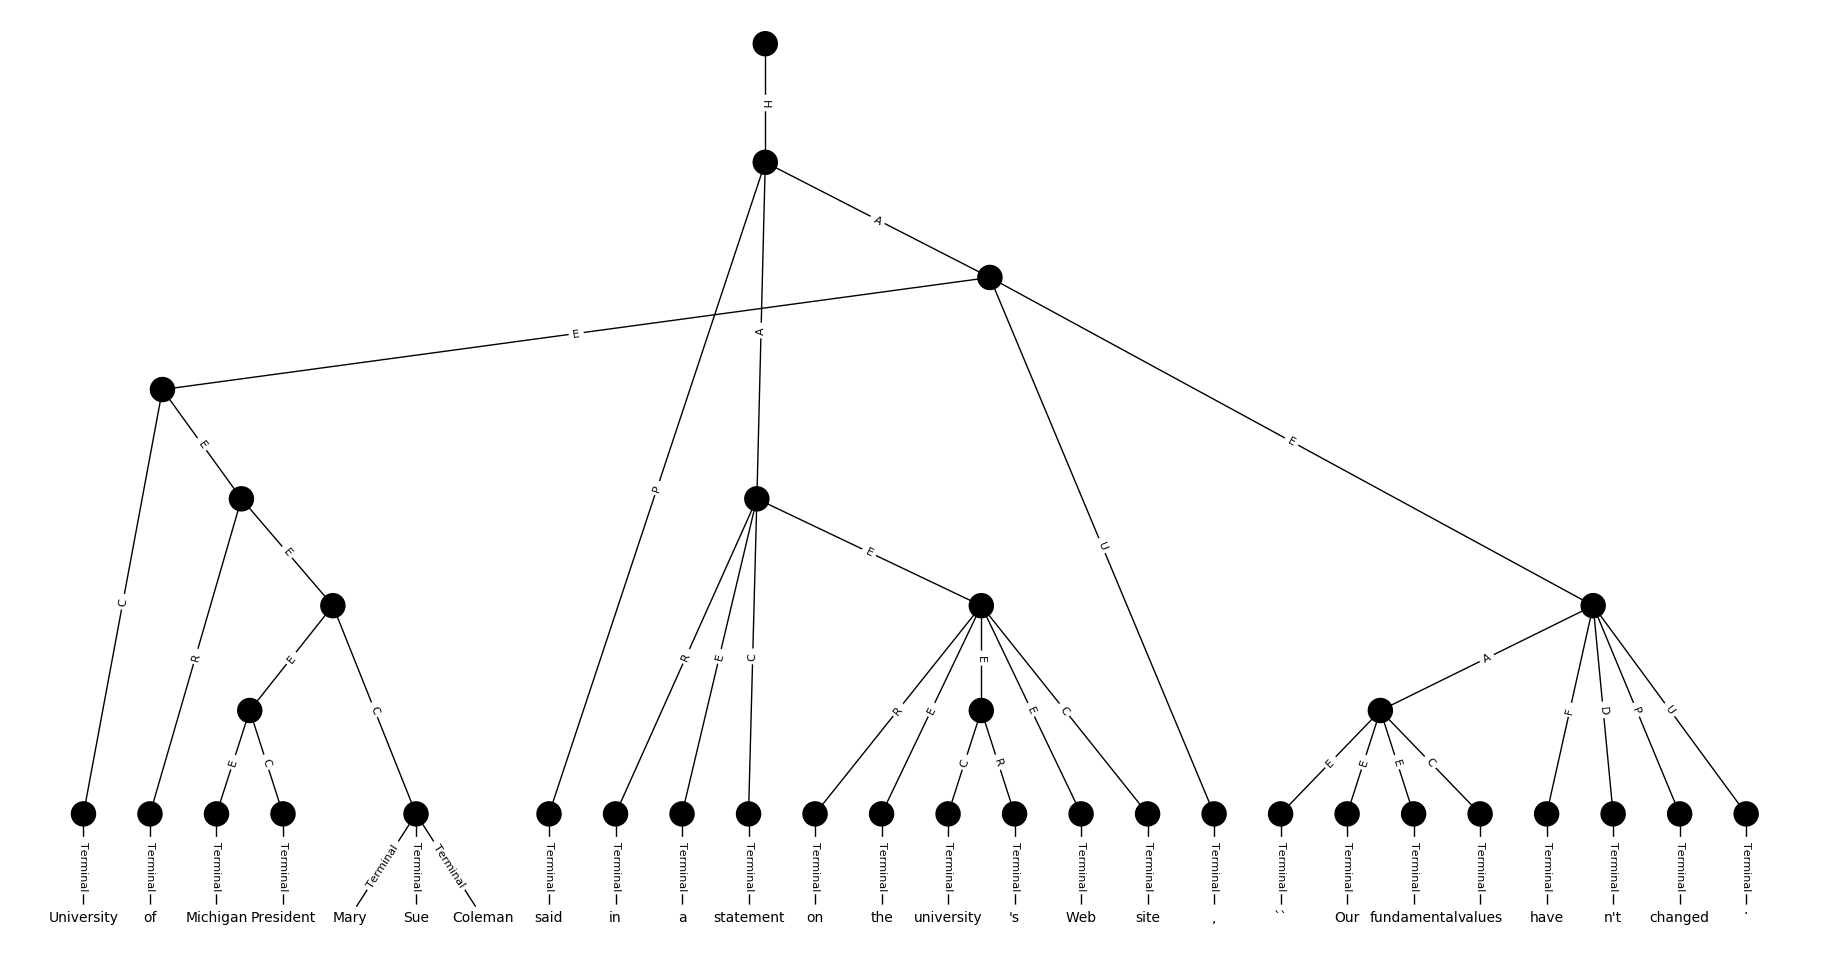 H
A
E
A
E
E
P
E
E
U
C
R
E
C
R
E
C
E
A
F
D
P
U
R
E
E
E
C
E
C
C
R
E
E
E
C
Terminal Terminal Terminal Terminal Terminal Terminal Terminal Terminal Terminal Terminal Terminal Terminal Terminal Terminal Terminal Terminal Terminal Terminal Terminal Terminal Terminal Terminal Terminal Terminal Terminal Terminal
University of Michigan President Mary Sue Coleman said in a statement on the university 's Web site , `` Our fundamental values have n't changed .